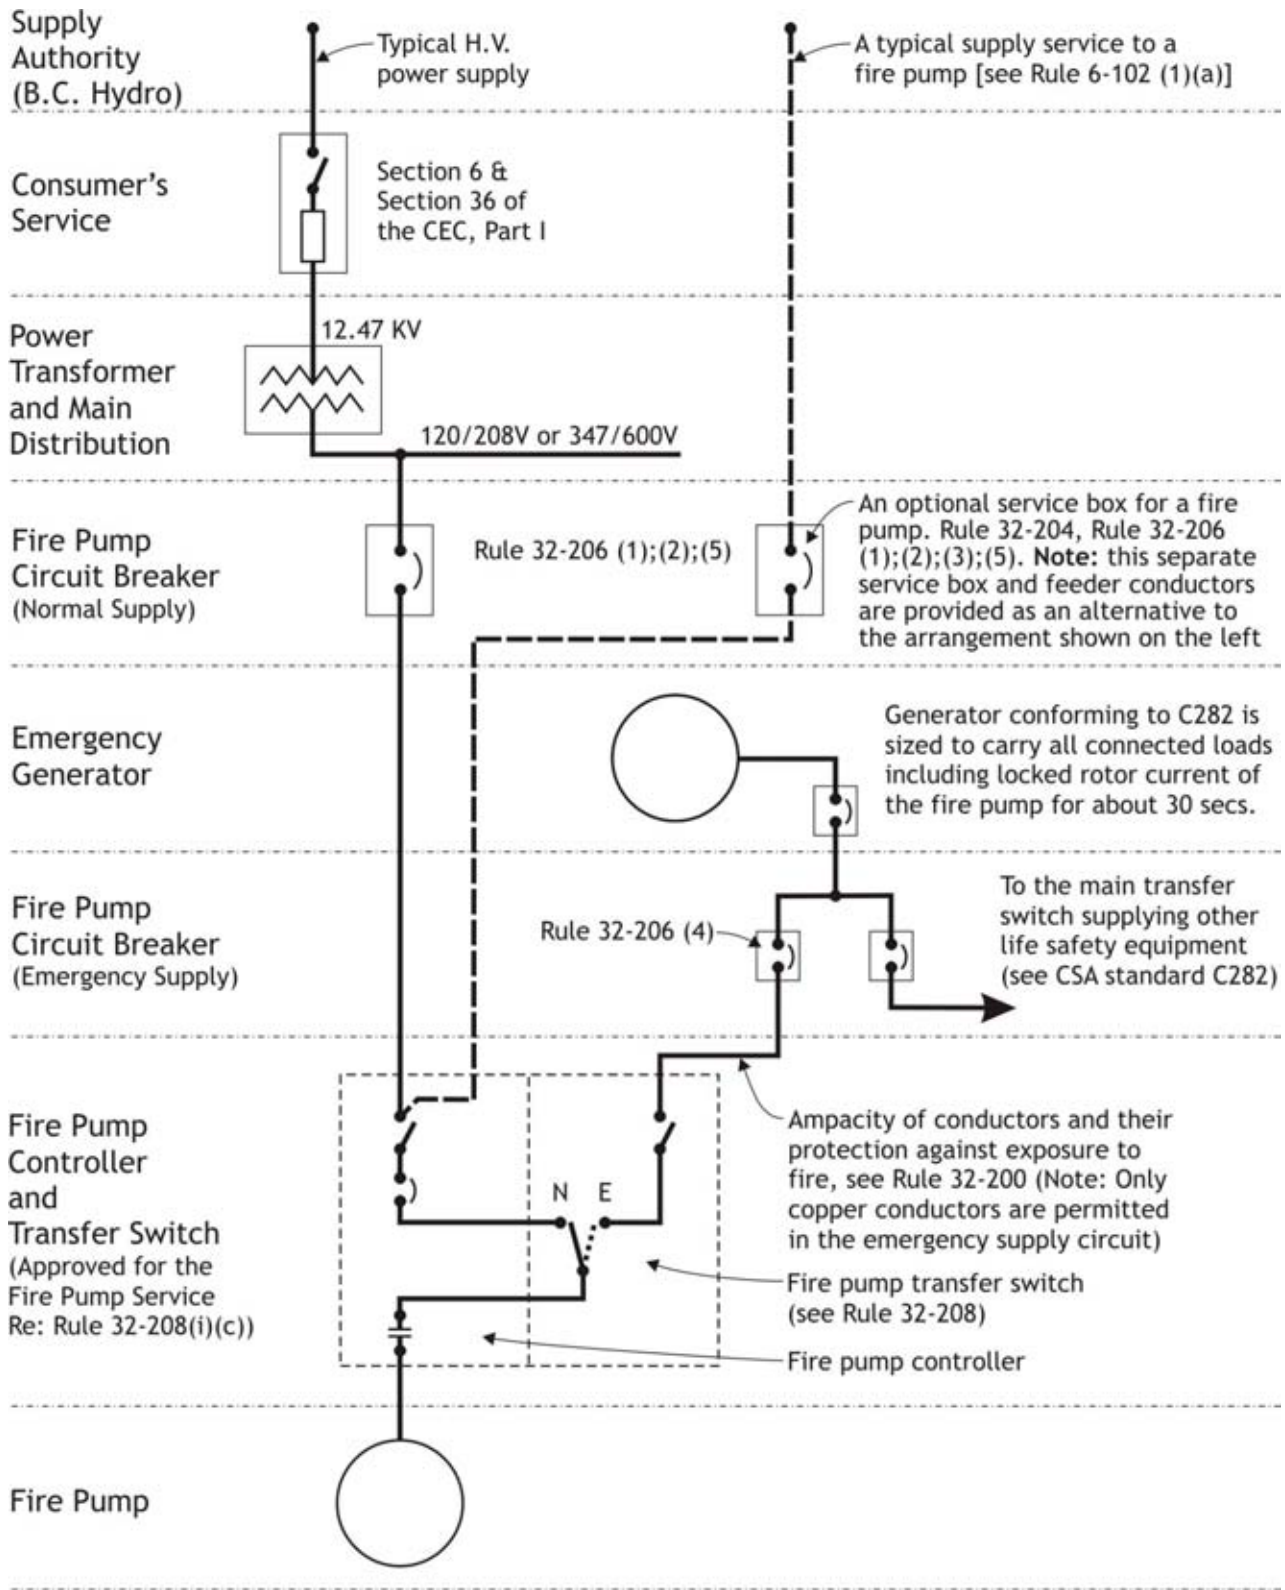 Supply
Authority
(B.C. Hydro)
Typical H.V.
power supply
A typical supply service to a
fire pump [see Rule 6-102 (1)(a)]
Consumer's
Service
Section 6 &
Section 36 of
the CEC, Part I
Power
Transformer
and Main
Distribution
12.47 KV
120/208V or 347/600V
Fire Pump
Circuit Breaker
(Normal Supply)
Rule 32-206 (1);(2);(5)
An optional service box for a fire
pump. Rule 32-204, Rule 32-206
(1);(2);(3);(5). Note: this separate
service box and feeder conductors
are provided as an alternative to
the arrangement shown on the left
Emergency
Generator
Generator conforming to C282 is
sized to carry all connected loads
including locked rotor current of
the fire pump for about 30 secs.
Fire Pump
Circuit Breaker
(Emergency Supply)
Rule 32-206 (4)
To the main transfer
switch supplying other
life safety equipment
(see CSA standard C282)
Fire Pump
Controller
and
Transfer Switch
(Approved for the
Fire Pump Service
Re: Rule 32-208(i)(c))
N E
Ampacity of conductors and their
protection against exposure to
fire, see Rule 32-200 (Note: Only
copper conductors are permitted
in the emergency supply circuit)
Fire pump transfer switch
(see Rule 32-208)
Fire pump controller
Fire Pump